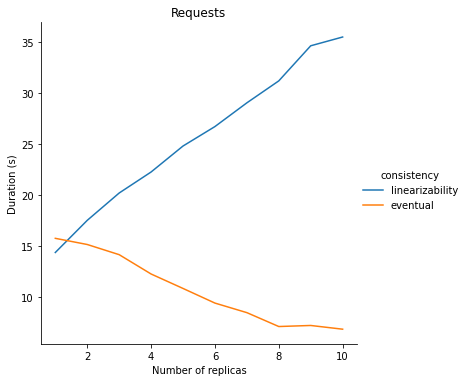 Requests
Duration (s)
35
30
25
20
15
10
2 4 6 8 10
Number of replicas
consistency
linearizability
eventual